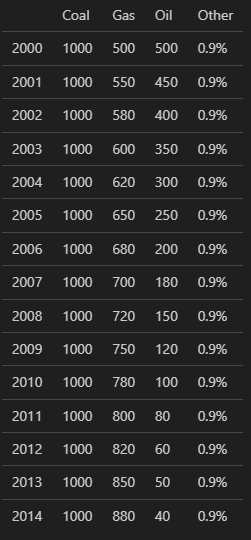 Coal Gas Oil Other
2000 1000 500 500 0.9%
2001 1000 550 450 0.9%
2002 1000 580 400 0.9%
2003 1000 600 350 0.9%
2004 1000 620 300 0.9%
2005 1000 650 250 0.9%
2006 1000 680 200 0.9%
2007 1000 700 180 0.9%
2008 1000 720 150 0.9%
2009 1000 750 120 0.9%
2010 1000 780 100 0.9%
2011 1000 800 80 0.9%
2012 1000 820 60 0.9%
2013 1000 850 50 0.9%
2014 1000 880 40 0.9%